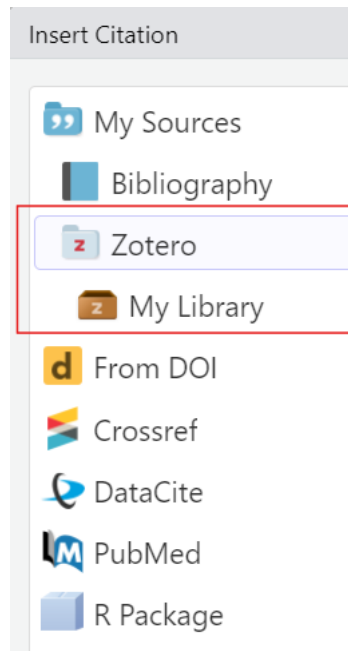 Insert Citation
My Sources
Bibliography
Zotero
My Library
From DOI
Crossref
DataCite
PubMed
R Package